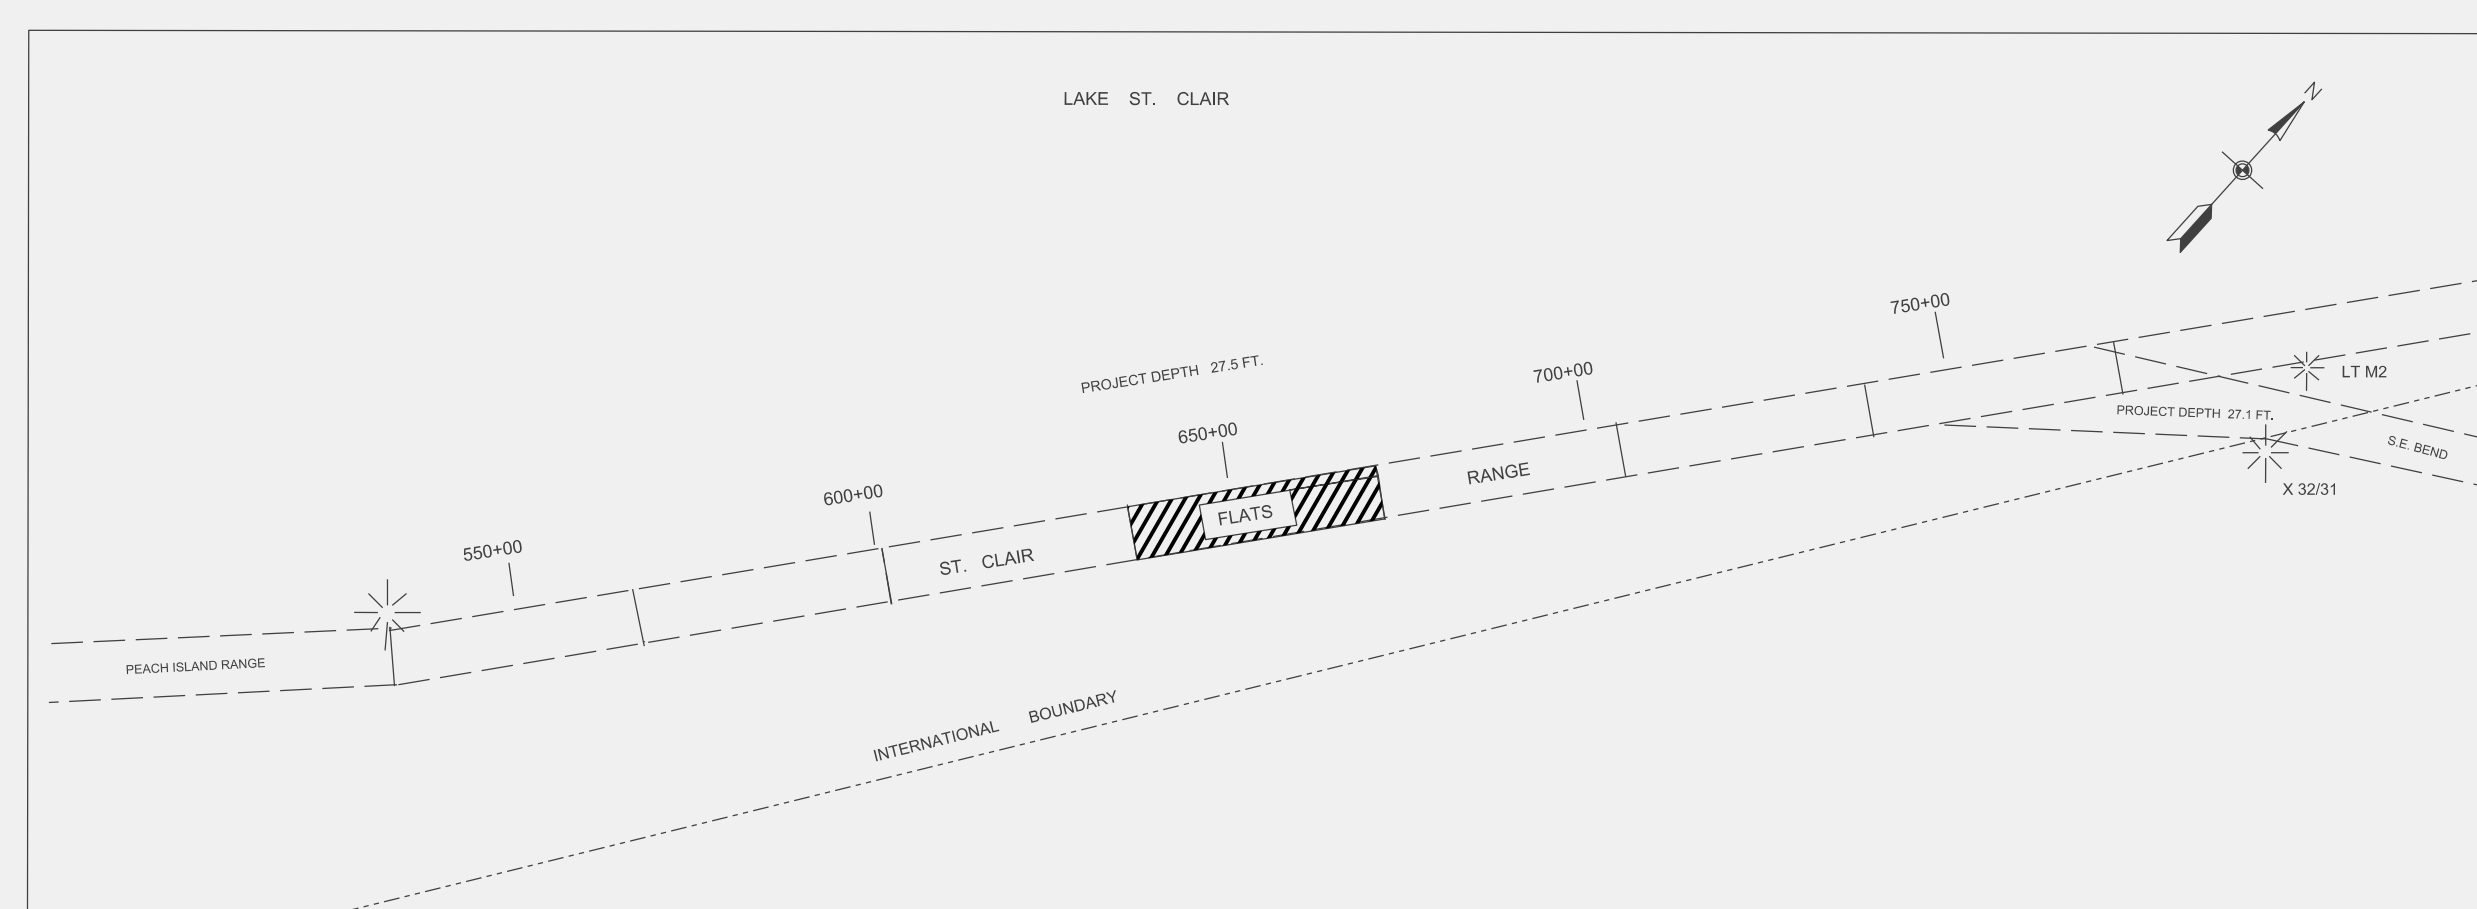 LAKE ST. CLAIR
N
750+00
PROJECT DEPTH 27.5 FT.
700+00
LT M2
650+00
PROJECT DEPTH 27.1 FT.
S.E. BEND
RANGE
X 32/31
600+00
FLATS
550+00
ST. CLAIR
PEACH ISLAND RANGE
INTERNATIONAL BOUNDARY